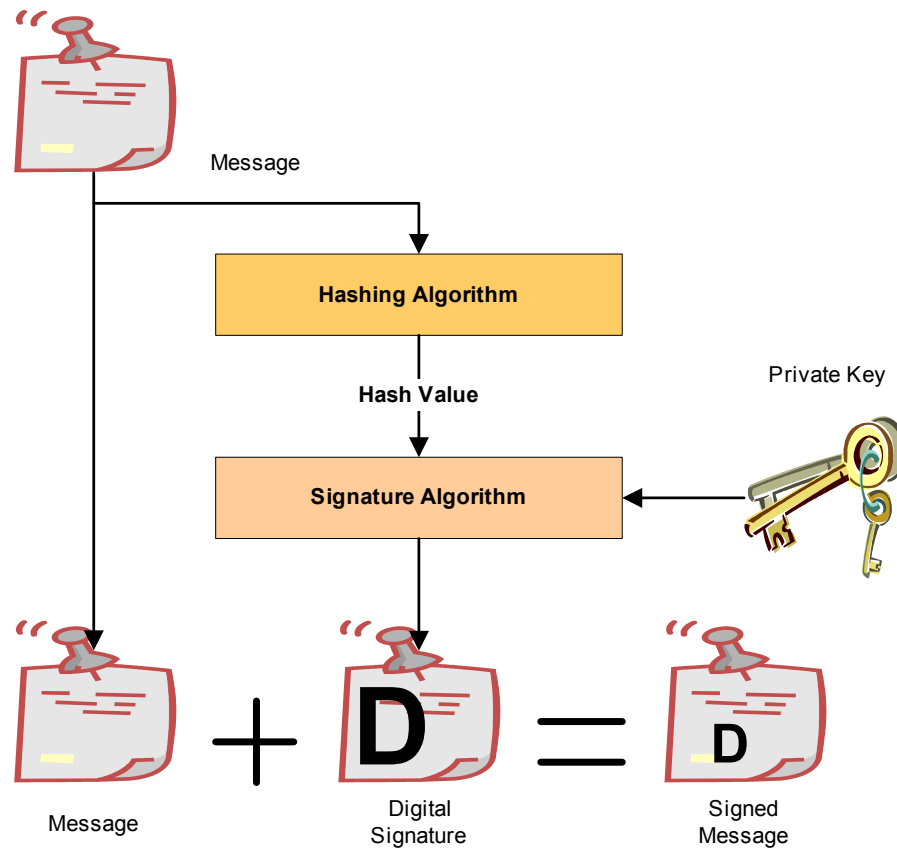 Message
Hashing Algorithm
Hash Value
Private Key
Signature Algorithm
D
D
Message
Digital
Signature
Signed
Message